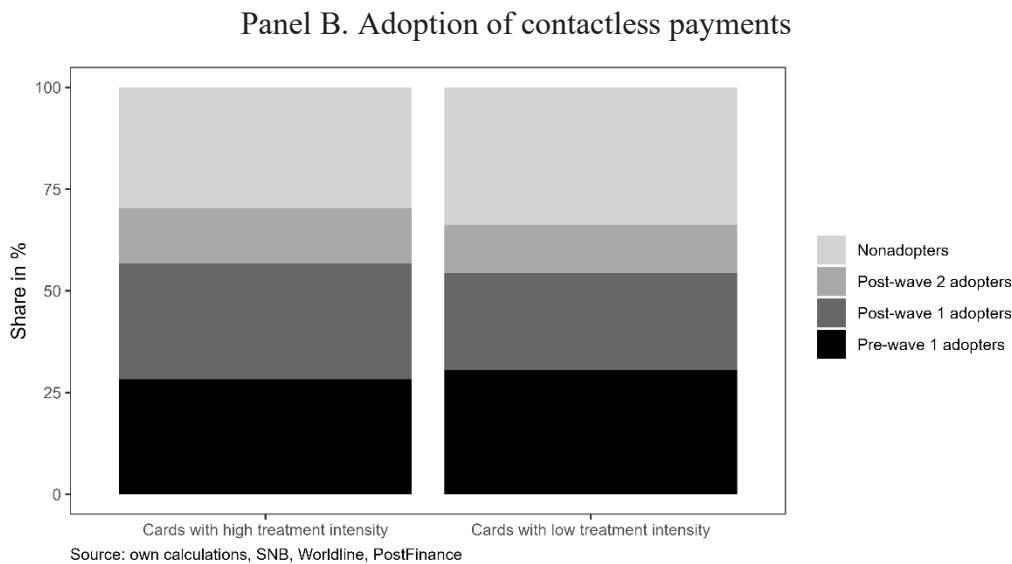 Panel B. Adoption of contactless payments
100
75
50
25
0
Share in %
Cards with high treatment intensity
Cards with low treatment intensity
Nonadopters
Post-wave 2 adopters
Post-wave 1 adopters
Pre-wave 1 adopters
Source: own calculations, SNB, Worldline, PostFinance